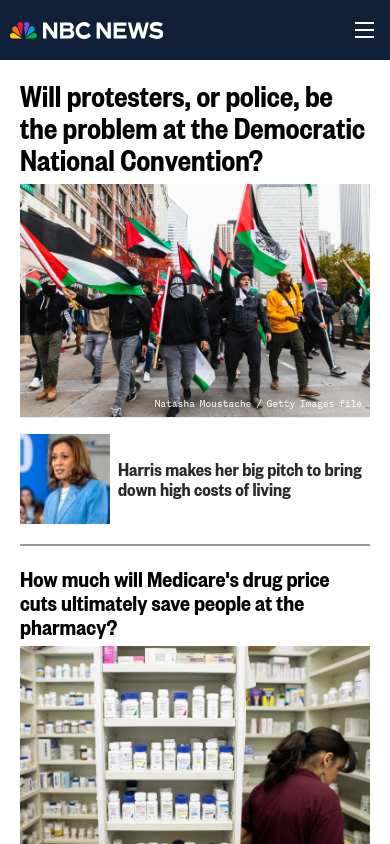 NBC NEWS
Will protesters, or police, be
the problem at the Democratic
National Convention?
Natasha Moustache / Getty Images file
Harris makes her big pitch to bring
down high costs of living
How much will Medicare's drug price
cuts ultimately save people at the
pharmacy?